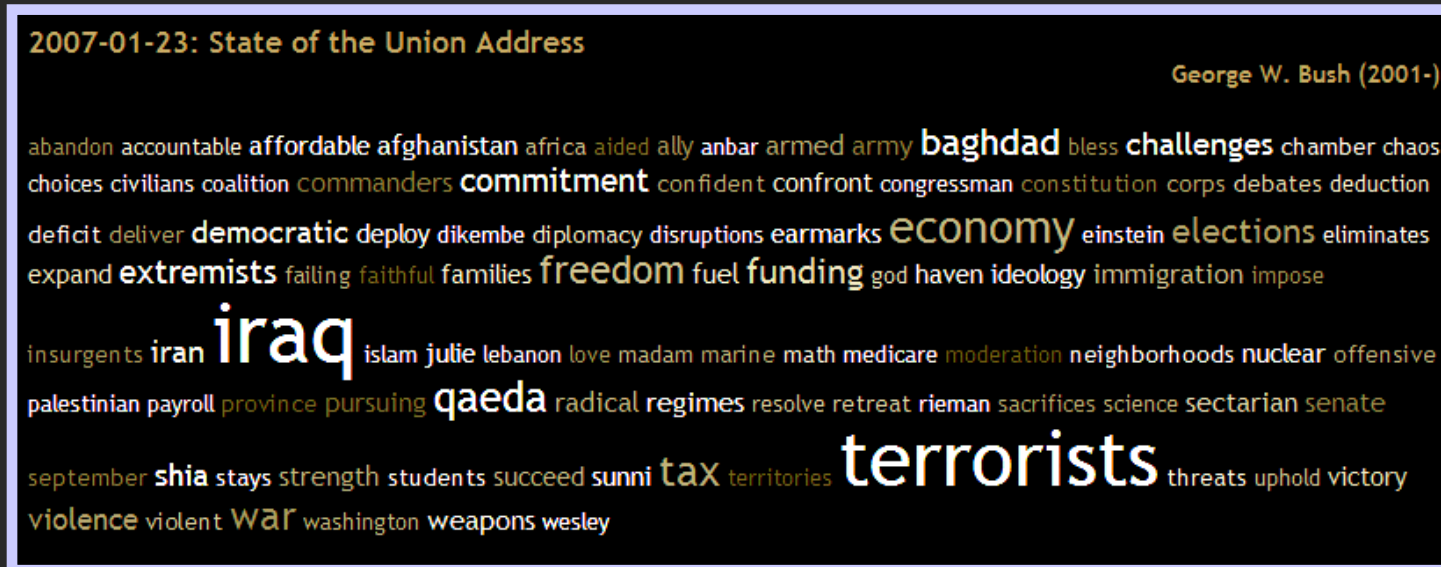 2007-01-23: State of the Union Address
George W. Bush (2001-)
abandon accountable affordable afghanistan africa aided ally anbar armed army baghdad bless challenges chamber chaos
choices civilians coalition commanders commitment confident confront congressman constitution corps debates deduction
deficit deliver democratic deploy dikembe diplomacy disruptions earmarks economy einstein elections eliminates
expand extremists failing faithful families freedom fuel funding god haven ideology immigration impose
insurgents iran iraq islam julie lebanon love madam marine math medicare moderation neighborhoods nuclear offensive
palestinian payroll province pursuing qaeda radical regimes resolve retreat rieman sacrifices science sectarian senate
september shia stays strength students succeed sunni tax territories terrorists threats uphold victory
violence violent war washington weapons wesley